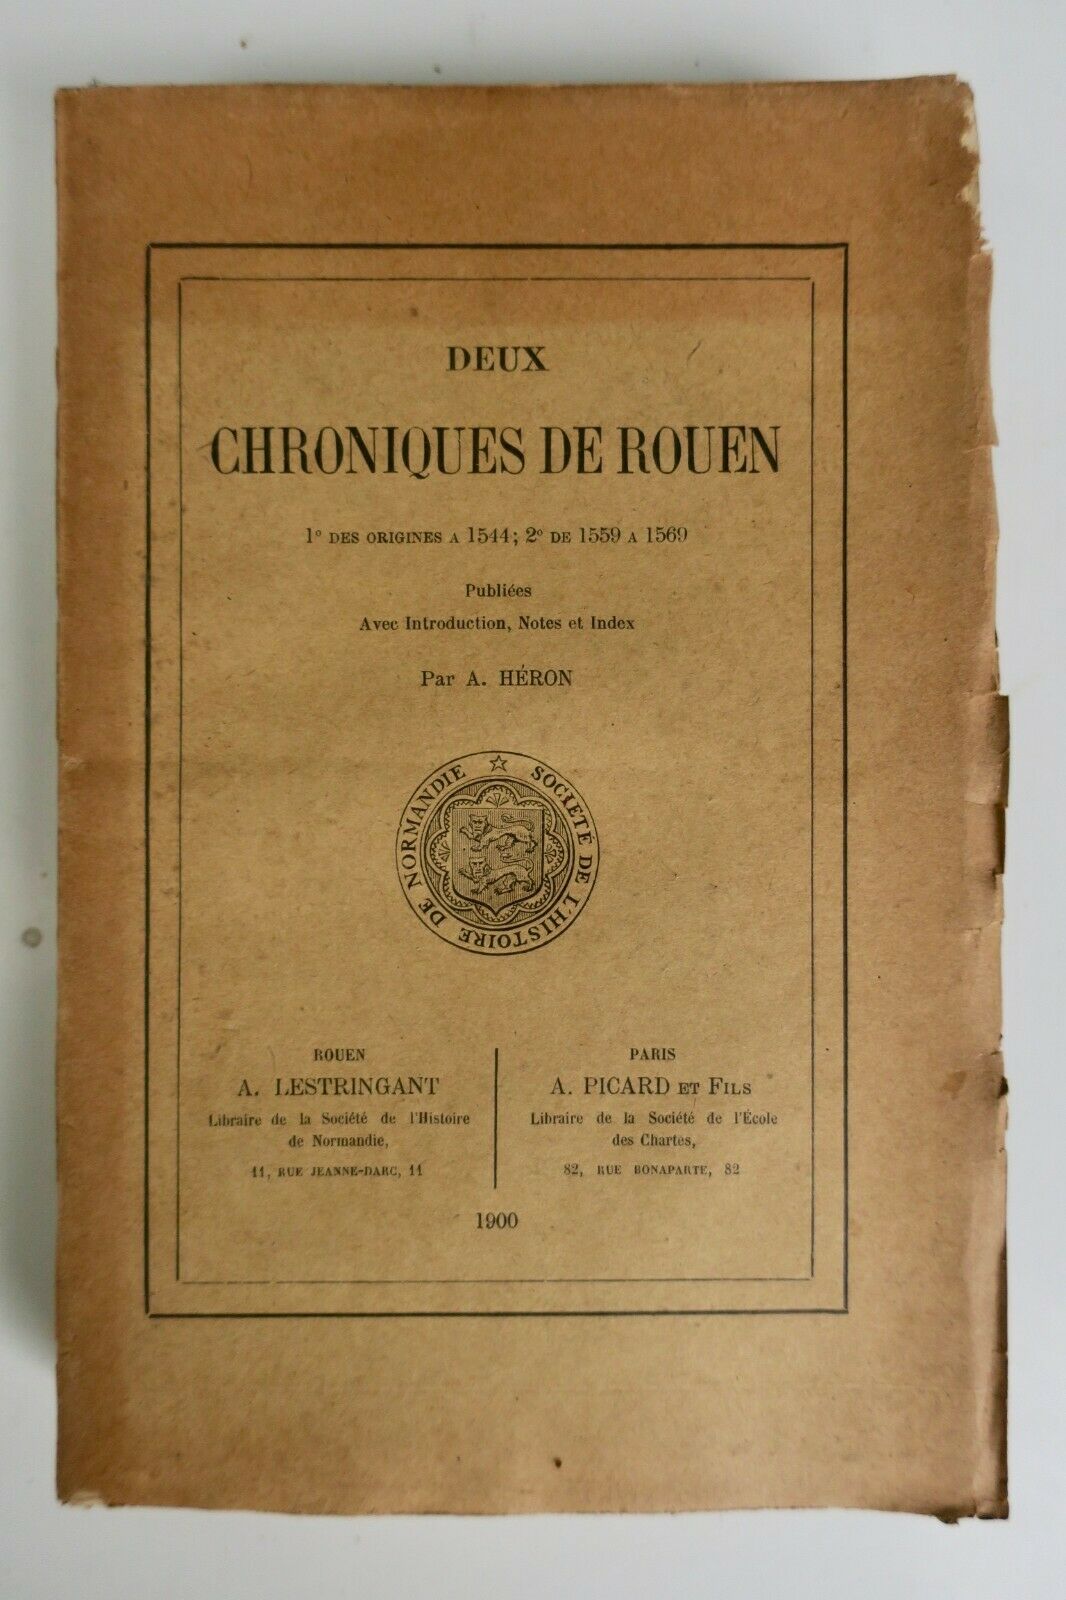 DEUX
CHRONIQUES DE ROUEN
1º DES ORIGINES A 1544; 2º DE 1559 A 1569
Publiées
Avec Introduction, Notes et Index
Par A. HÉRON
SOCIÉTÉ DE L'HISTOIRE DE NORMANDIE
ROUEN
A. LESTRINGANT
Libraire de la Société de l'Histoire
de Normandie,
11, RUE JEANNE-DARC, 11
PARIS
A. PICARD ET FILS
Libraire de la Société de l'École
des Chartes,
82, RUE BONAPARTE, 82
1900